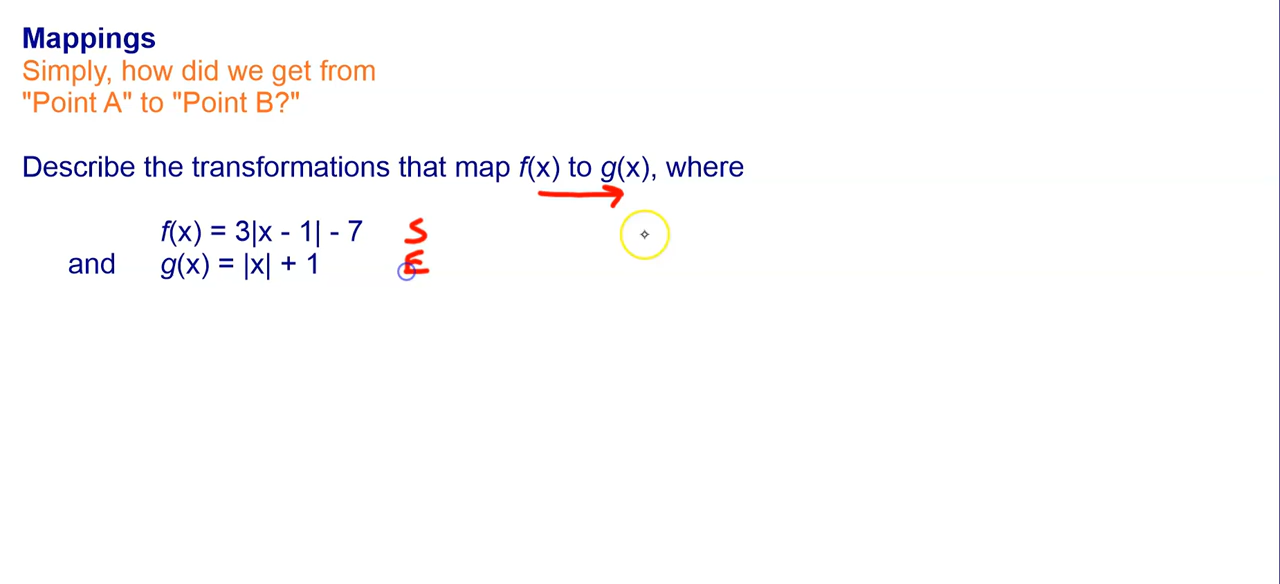 Mappings
Simply, how did we get from
"Point A" to "Point B?"
Describe the transformations that map f(x) to g(x), where
f(x) = 3|x - 1| - 7 S
and g(x) = |x| + 1 E